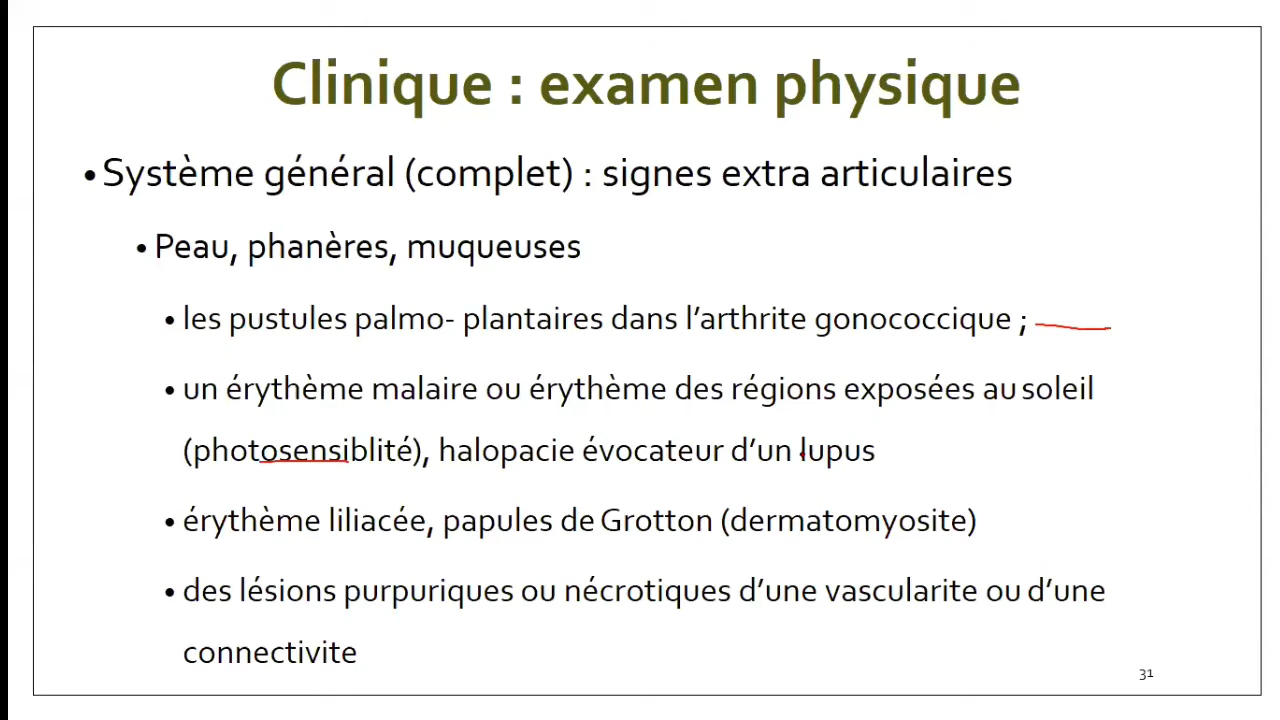 Clinique : examen physique
• Système général (complet) : signes extra articulaires
• Peau, phanères, muqueuses
• les pustules palmo- plantaires dans l’arthrite gonococcique ;
• un érythème malaire ou érythème des régions exposées au soleil
(photosensiblité), halopacie évocateur d’un lupus
• érythème liliacée, papules de Grotton (dermatomyosite)
• des lésions purpuriques ou nécrotiques d’une vascularite ou d’une
connectivite
31